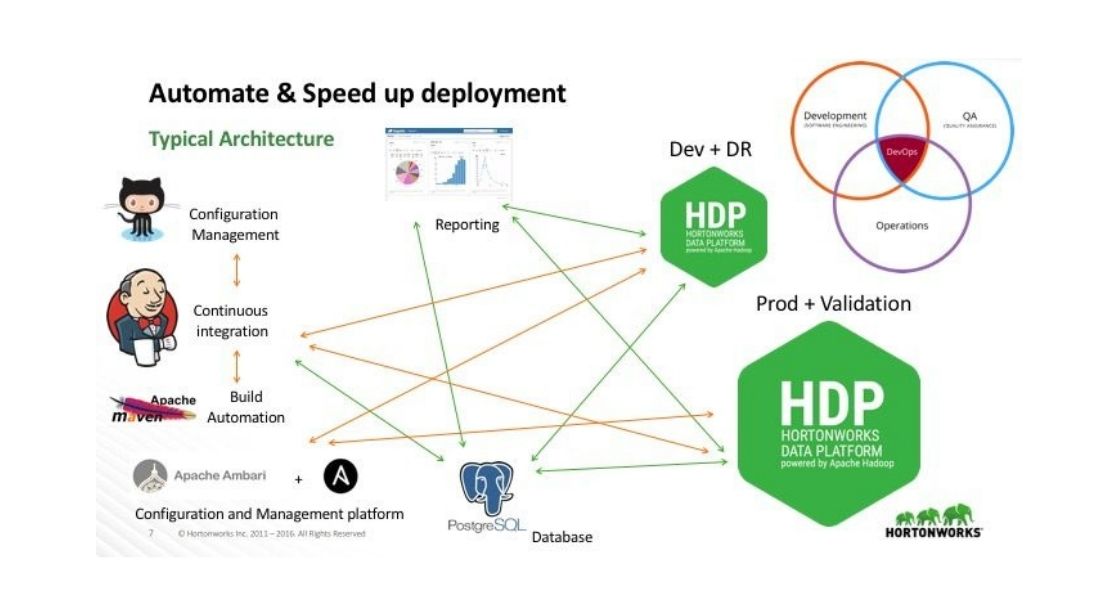 Automate & Speed up deployment
Typical Architecture
Configuration
Management
Continuous
integration
Apache
maven
Build
Automation
Apache Ambari
+
A
Configuration and Management platform
7
© Hortonworks Inc. 2011 – 2016. All Rights Reserved
Reporting
PostgreSQL
Database
Dev + DR
HDP
HORTONWORKS
DATA PLATFORM
powered by Apache Hadoop
Prod + Validation
HDP
HORTONWORKS
DATA PLATFORM
powered by Apache Hadoop
Development
(SOFTWARE ENGINEERING)
QA
(QUALITY ASSURANCE)
DevOps
Operations
HORTONWORKS